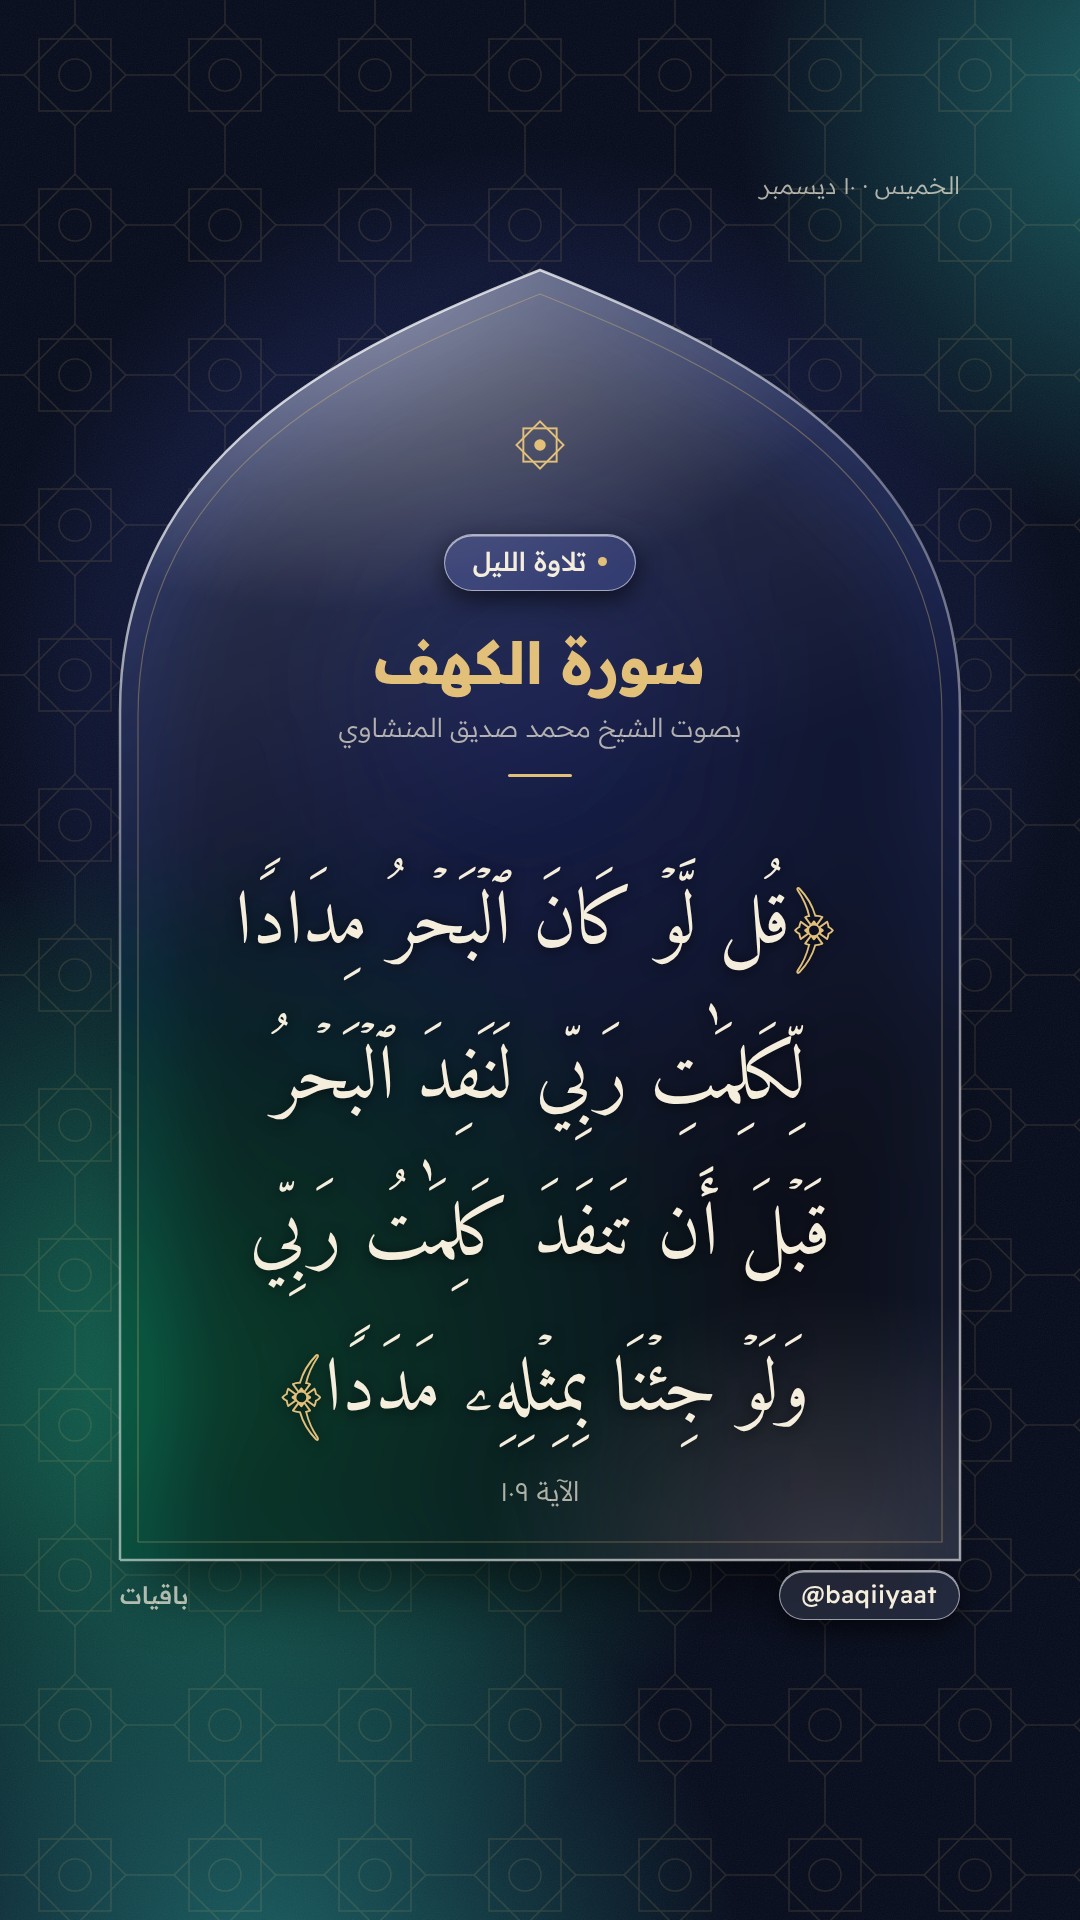 الخميس · ١٠ ديسمبر
تلاوة الليل
سورة الكهف
بصوت الشيخ محمد صديق المنشاوي
﴿قُل لَّوۡ كَانَ ٱلۡبَحۡرُ مِدَادٗا
لِّكَلِمَٰتِ رَبِّي لَنَفِدَ ٱلۡبَحۡرُ
قَبۡلَ أَن تَنفَدَ كَلِمَٰتُ رَبِّي
وَلَوۡ جِئۡنَا بِمِثۡلِهِۦ مَدَدٗا﴾
الآية ١٠٩
@baqiiyaat
باقيات